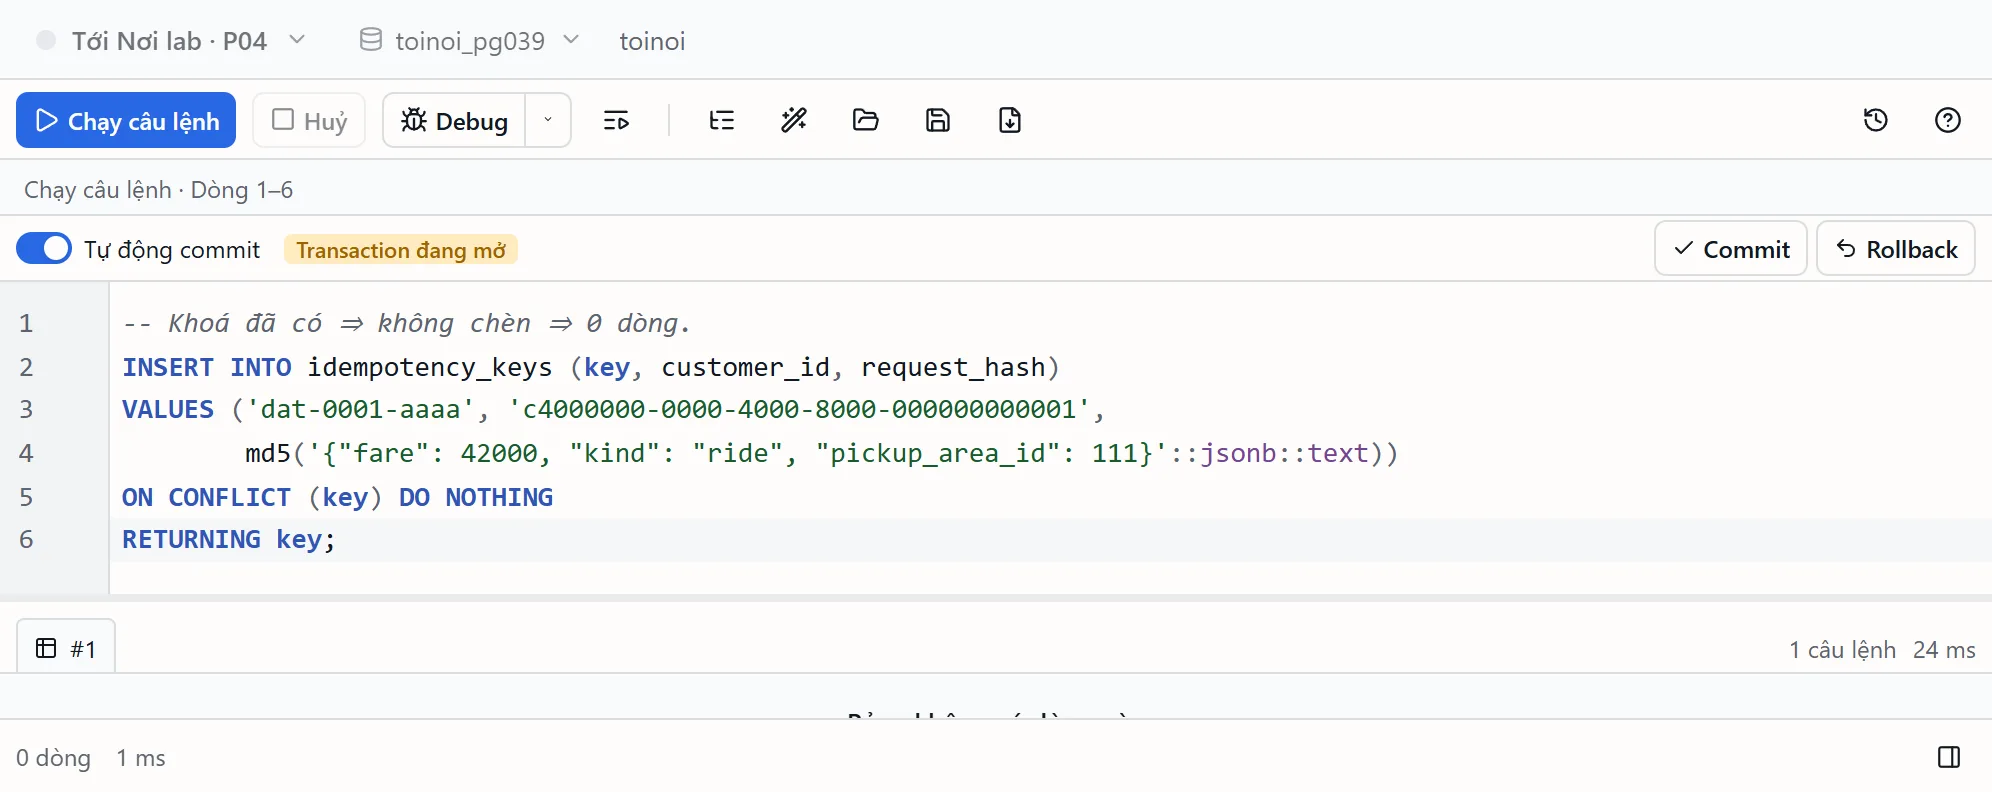 Tới Nơi lab · P04 toinoi_pg039 toinoi
Chạy câu lệnh Huỷ Debug
Chạy câu lệnh · Dòng 1–6
Tự động commit Transaction đang mở Commit Rollback
1 -- Khoá đã có ⇒ không chèn ⇒ 0 dòng.
2 INSERT INTO idempotency_keys (key, customer_id, request_hash)
3 VALUES ('dat-0001-aaaa', 'c4000000-0000-4000-8000-000000000001',
4 md5('{"fare": 42000, "kind": "ride", "pickup_area_id": 111}'::jsonb::text))
5 ON CONFLICT (key) DO NOTHING
6 RETURNING key;
#1 1 câu lệnh 24 ms
0 dòng 1 ms